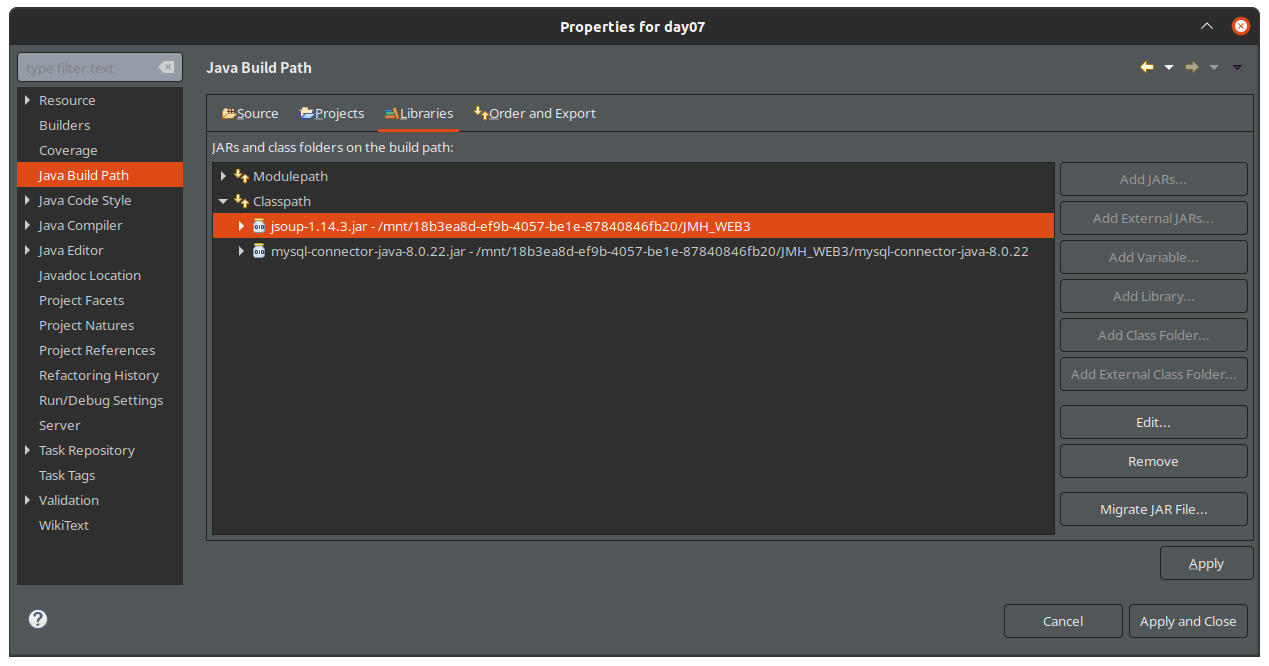 Properties for day07
type filter text
Resource
Builders
Coverage
Java Build Path
Java Code Style
Java Compiler
Java Editor
Javadoc Location
Project Facets
Project Natures
Project References
Refactoring History
Run/Debug Settings
Server
Task Repository
Task Tags
Validation
WikiText
Java Build Path
Source Projects Libraries Order and Export
JARs and class folders on the build path:
Modulepath
Classpath
jsoup-1.14.3.jar - /mnt/18b3ea8d-ef9b-4057-be1e-87840846fb20/JMH_WEB3
mysql-connector-java-8.0.22.jar - /mnt/18b3ea8d-ef9b-4057-be1e-87840846fb20/JMH_WEB3/mysql-connector-java-8.0.22
Add JARs...
Add External JARs...
Add Variable...
Add Library...
Add Class Folder...
Add External Class Folder...
Edit...
Remove
Migrate JAR File...
Apply
Cancel Apply and Close